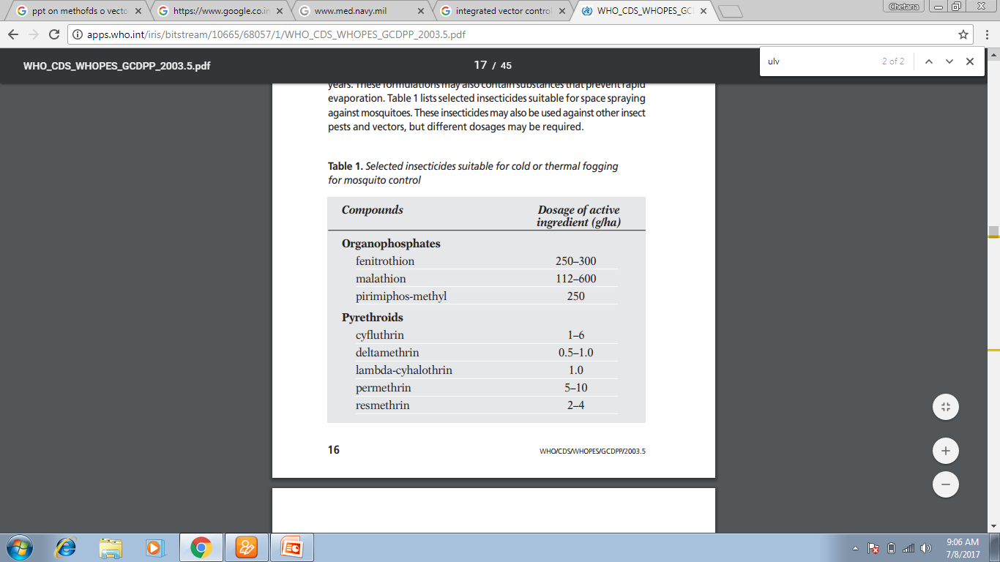 ppt on methofds o vecto
https://www.google.co.in
www.med.navy.mil
integrated vector control
WHO_CDS_WHOPES_GC
Chetana
apps.who.int/iris/bitstream/10665/68057/1/WHO_CDS_WHOPES_GCDPP_2003.5.pdf
WHO_CDS_WHOPES_GCDPP_2003.5.pdf
17 / 45
ulv
2 of 2
years. These formulations may also contain substances that prevent rapid
evaporation. Table 1 lists selected insecticides suitable for space spraying
against mosquitoes. These insecticides may also be used against other insect
pests and vectors, but different dosages may be required.
Table 1. Selected insecticides suitable for cold or thermal fogging
for mosquito control
Compounds
Dosage of active
ingredient (g/ha)
Organophosphates
fenitrothion 250–300
malathion 112–600
pirimiphos-methyl 250
Pyrethroids
cyfluthrin 1–6
deltamethrin 0.5–1.0
lambda-cyhalothrin 1.0
permethrin 5–10
resmethrin 2–4
16
WHO/CDS/WHOPES/GCDPP/2003.5
9:06 AM
7/8/2017